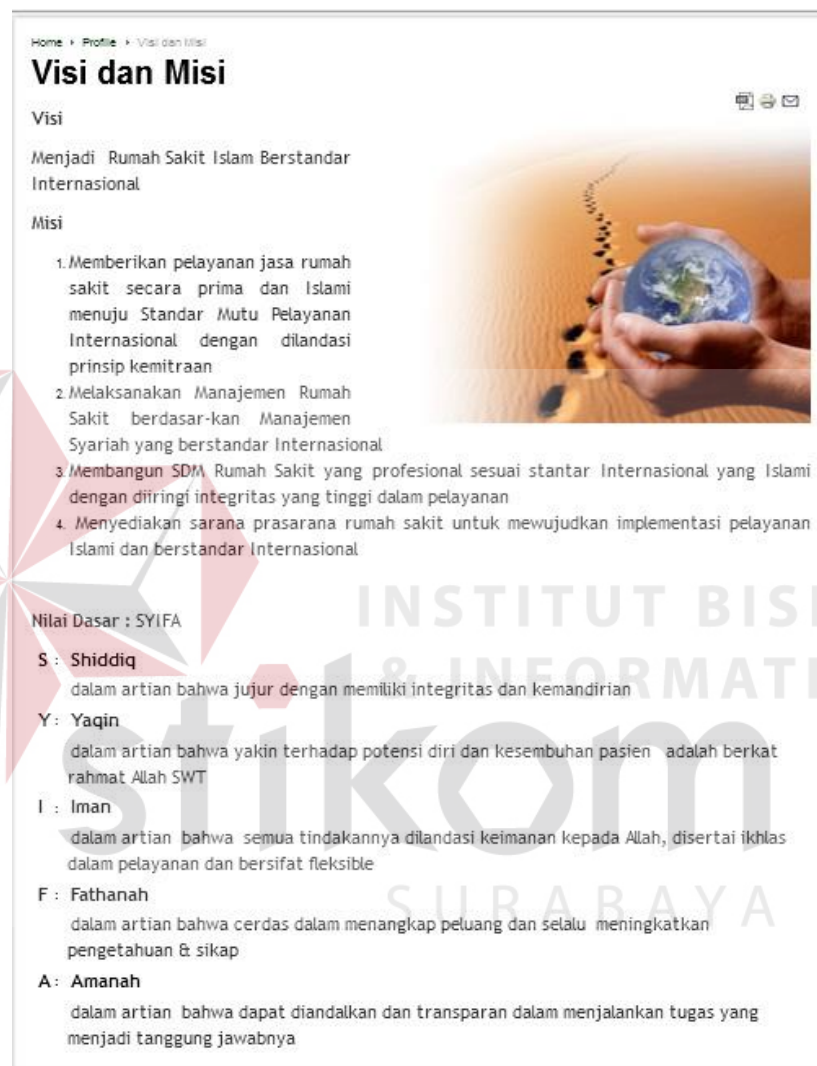 Home Profile Visi dan Misi
Visi dan Misi
Visi
Menjadi Rumah Sakit Islam Berstandar
Internasional
Misi
1. Memberikan pelayanan jasa rumah
sakit secara prima dan Islami
menuju Standar Mutu Pelayanan
Internasional dengan dilandasi
prinsip kemitraan
2. Melaksanakan Manajemen Rumah
Sakit berdasar-kan Manajemen
Syariah yang berstandar Internasional
3. Membangun SDM Rumah Sakit yang profesional sesuai stantar Internasional yang Islami
dengan diiringi integritas yang tinggi dalam pelayanan
4. Menyediakan sarana prasarana rumah sakit untuk mewujudkan implementasi pelayanan
Islami dan berstandar Internasional
Nilai Dasar : SYIFA
S : Shiddiq
dalam artian bahwa jujur dengan memiliki integritas dan kemandirian
Y : Yaqin
dalam artian bahwa yakin terhadap potensi diri dan kesembuhan pasien adalah berkat
rahmat Allah SWT
I : Iman
dalam artian bahwa semua tindakannya dilandasi keimanan kepada Allah, disertai ikhlas
dalam pelayanan dan bersifat fleksible
F : Fathanah
dalam artian bahwa cerdas dalam menangkap peluang dan selalu meningkatkan
pengetahuan & sikap
A : Amanah
dalam artian bahwa dapat diandalkan dan transparan dalam menjalankan tugas yang
menjadi tanggung jawabnya
INSTITUT BISI
& INFORMATI
stikom
SURABAYA